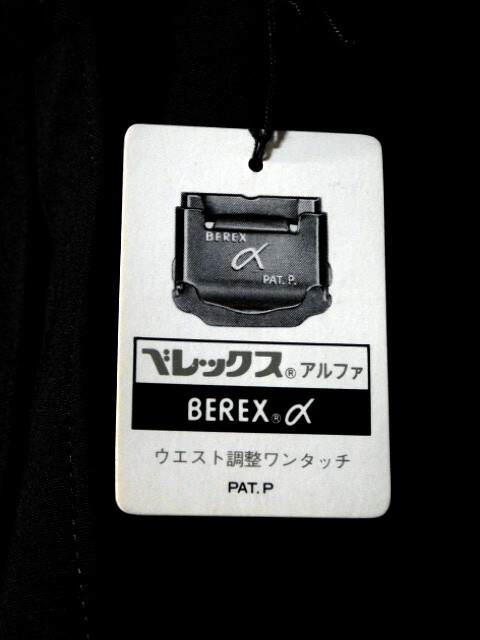 BEREX
α
PAT. P.
ベレックス® アルファ
BEREX® α
ウエスト調整ワンタッチ
PAT. P